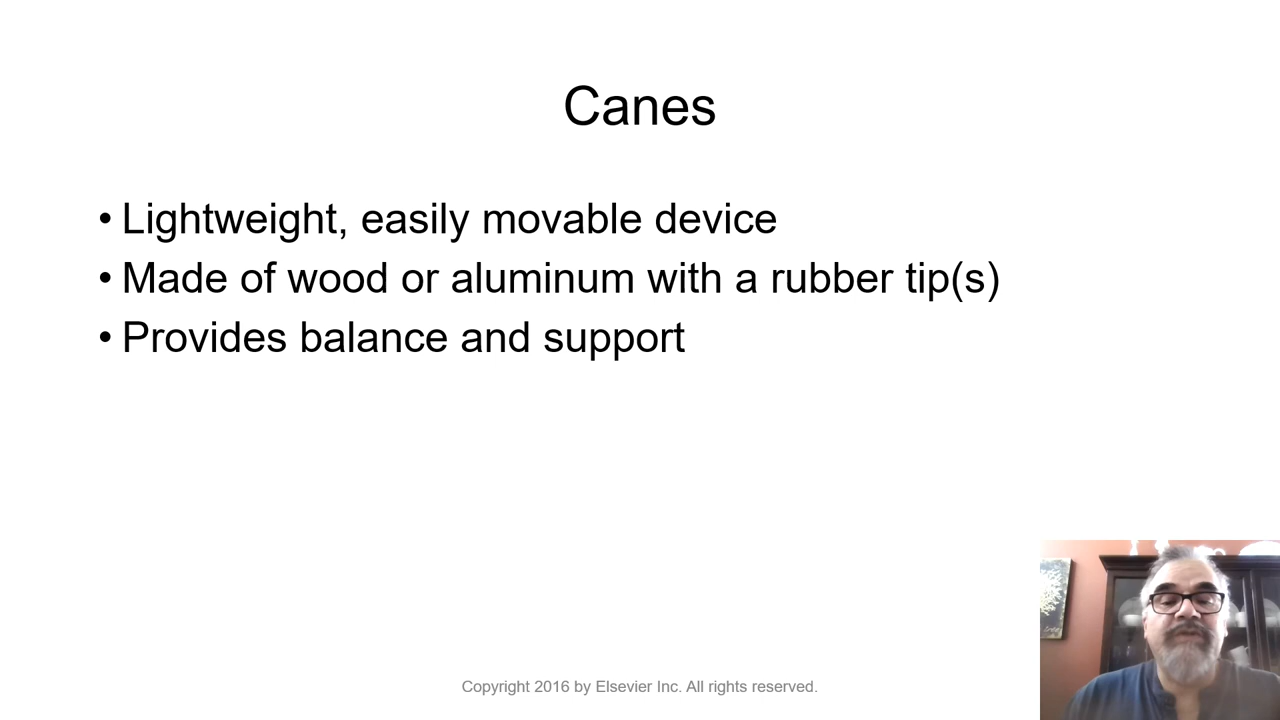 Canes
• Lightweight, easily movable device
• Made of wood or aluminum with a rubber tip(s)
• Provides balance and support
Copyright 2016 by Elsevier Inc. All rights reserved.